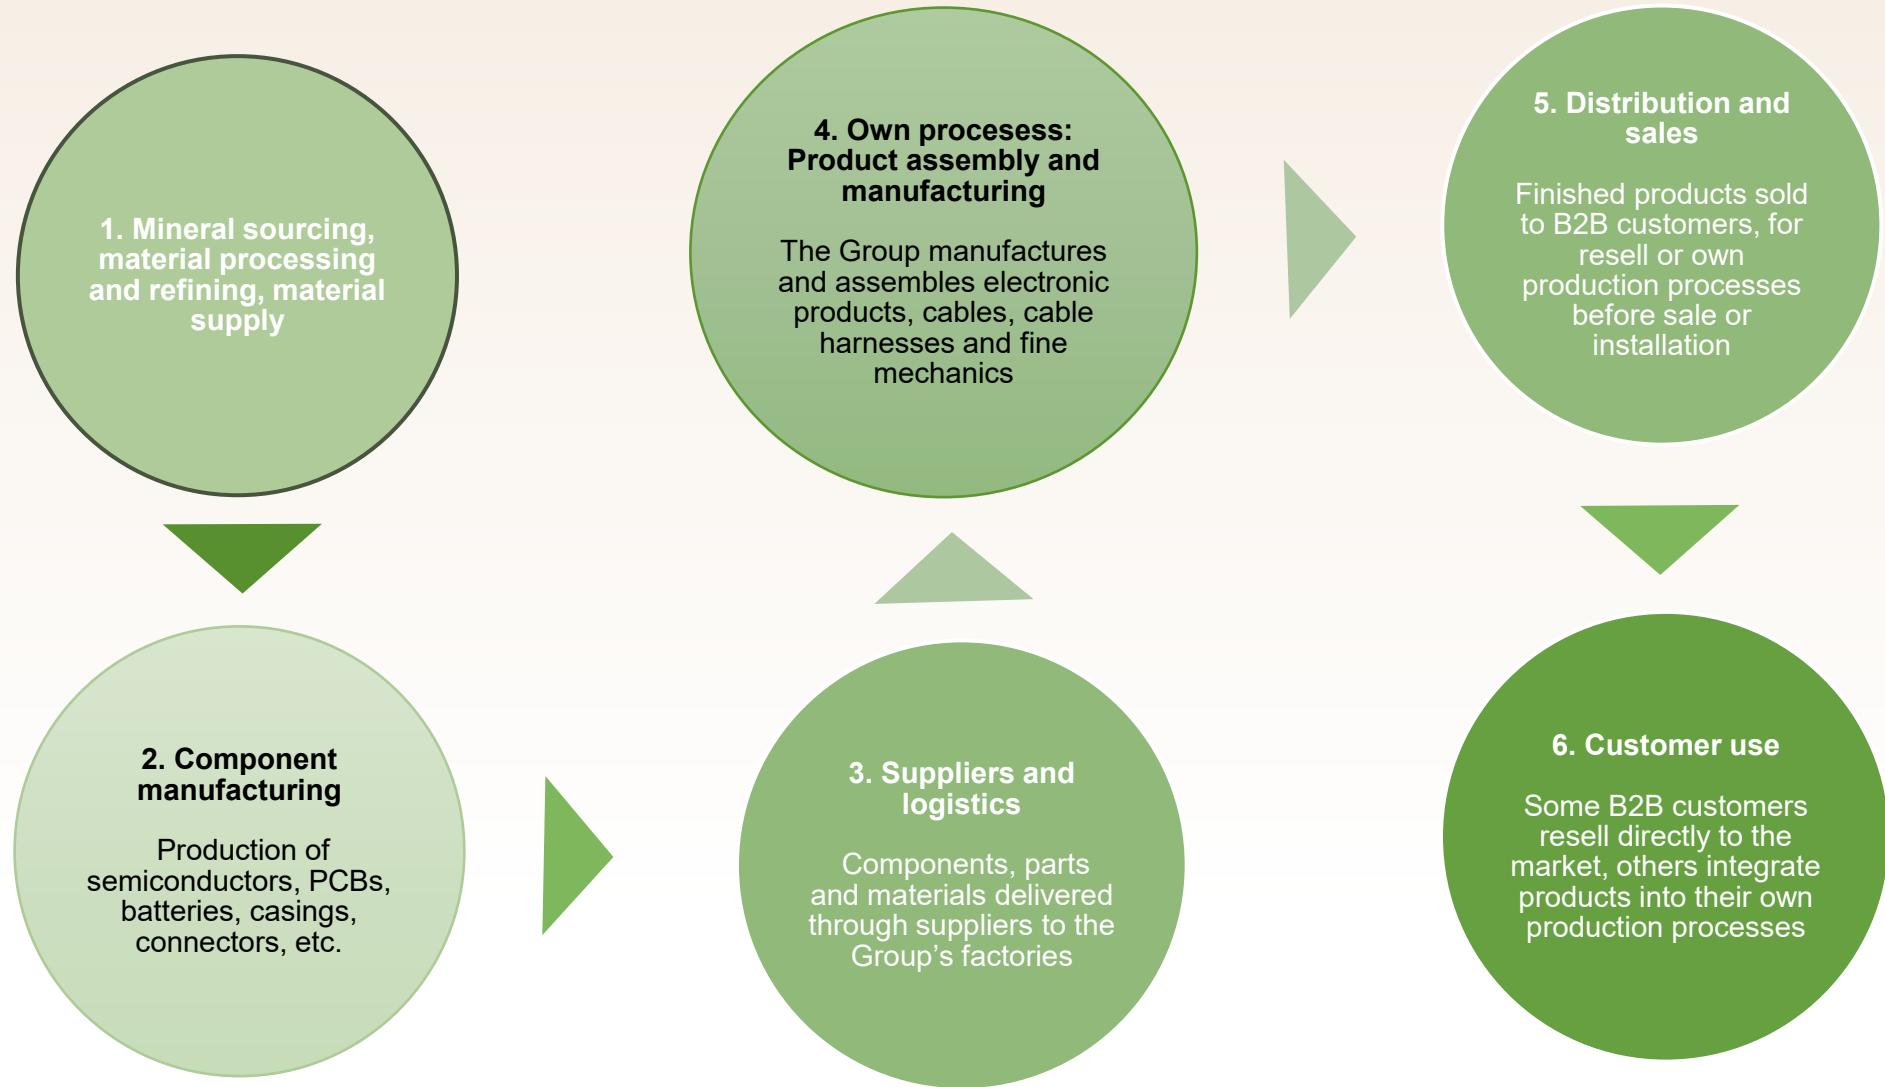 1. Mineral sourcing,
material processing
and refining, material
supply
2. Component
manufacturing
Production of
semiconductors, PCBs,
batteries, casings,
connectors, etc.
3. Suppliers and
logistics
Components, parts
and materials delivered
through suppliers to the
Group’s factories
4. Own procesess:
Product assembly and
manufacturing
The Group manufactures
and assembles electronic
products, cables, cable
harnesses and fine
mechanics
5. Distribution and
sales
Finished products sold
to B2B customers, for
resell or own
production processes
before sale or
installation
6. Customer use
Some B2B customers
resell directly to the
market, others integrate
products into their own
production processes